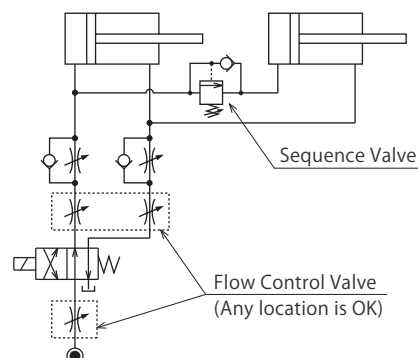 Sequence Valve
Flow Control Valve
(Any location is OK)